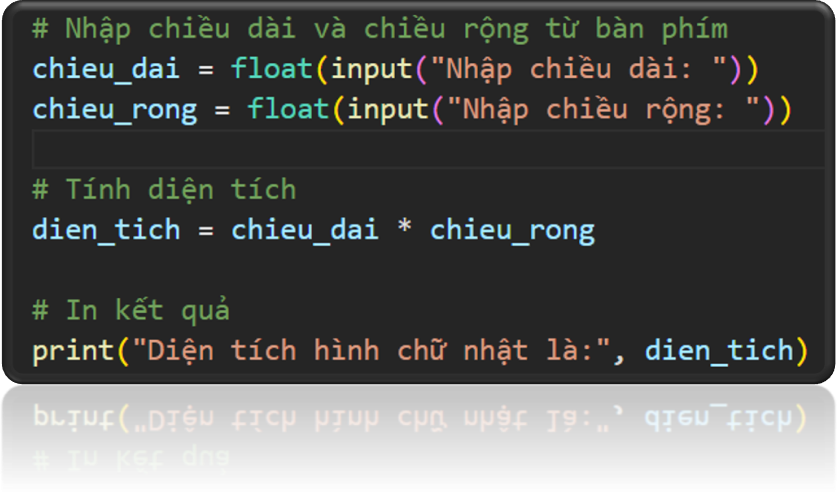 # Nhập chiều dài và chiều rộng từ bàn phím
chieu_dai = float(input("Nhập chiều dài: "))
chieu_rong = float(input("Nhập chiều rộng: "))
# Tính diện tích
dien_tich = chieu_dai * chieu_rong
# In kết quả
print("Diện tích hình chữ nhật là:", dien_tich)